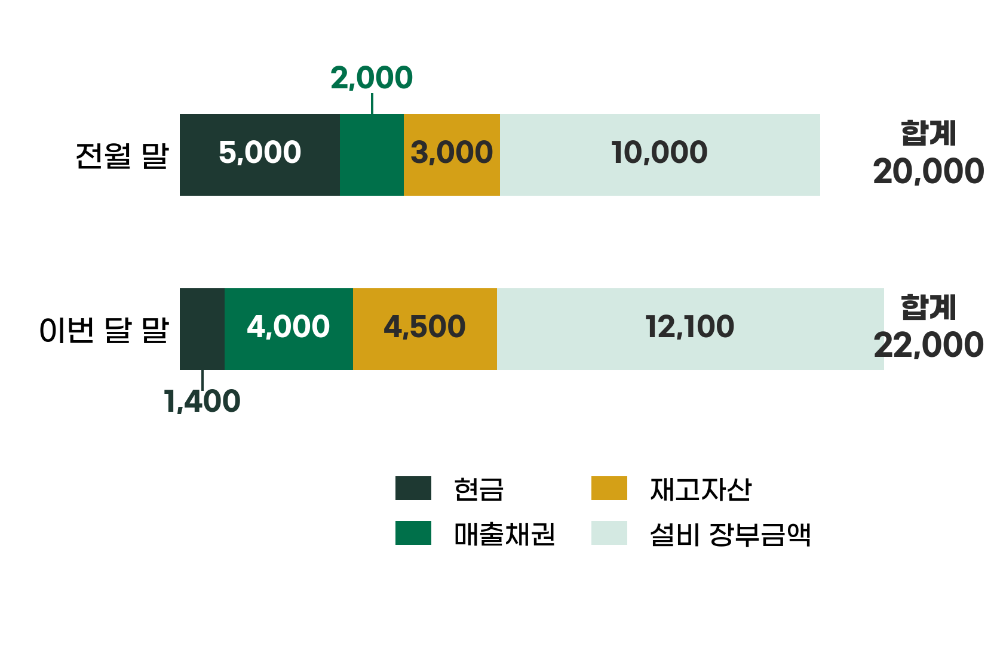 2,000
전월 말
5,000
3,000
10,000
합계
20,000
이번 달 말
4,000
4,500
12,100
합계
22,000
1,400
현금
재고자산
매출채권
설비 장부금액